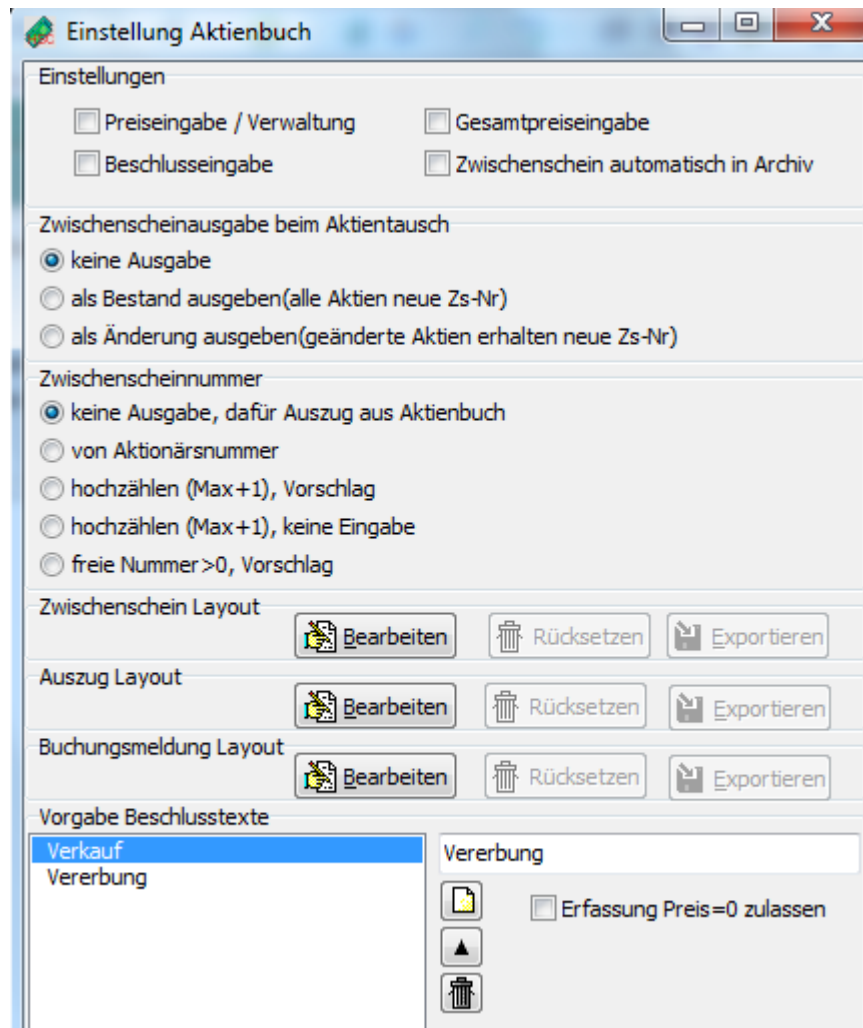 Einstellung Aktienbuch
Einstellungen
Preiseingabe / Verwaltung
Gesamtpreiseingabe
Beschlusseingabe
Zwischenschein automatisch in Archiv
Zwischenscheinausgabe beim Aktientausch
keine Ausgabe
als Bestand ausgeben(alle Aktien neue Zs-Nr)
als Änderung ausgeben(geänderte Aktien erhalten neue Zs-Nr)
Zwischenscheinnummer
keine Ausgabe, dafür Auszug aus Aktienbuch
von Aktionärsnummer
hochzählen (Max+1), Vorschlag
hochzählen (Max+1), keine Eingabe
freie Nummer>0, Vorschlag
Zwischenschein Layout
Bearbeiten
Rücksetzen
Exportieren
Auszug Layout
Bearbeiten
Rücksetzen
Exportieren
Buchungsmeldung Layout
Bearbeiten
Rücksetzen
Exportieren
Vorgabe Beschlusstexte
Verkauf
Vererbung
Vererbung
Erfassung Preis=0 zulassen